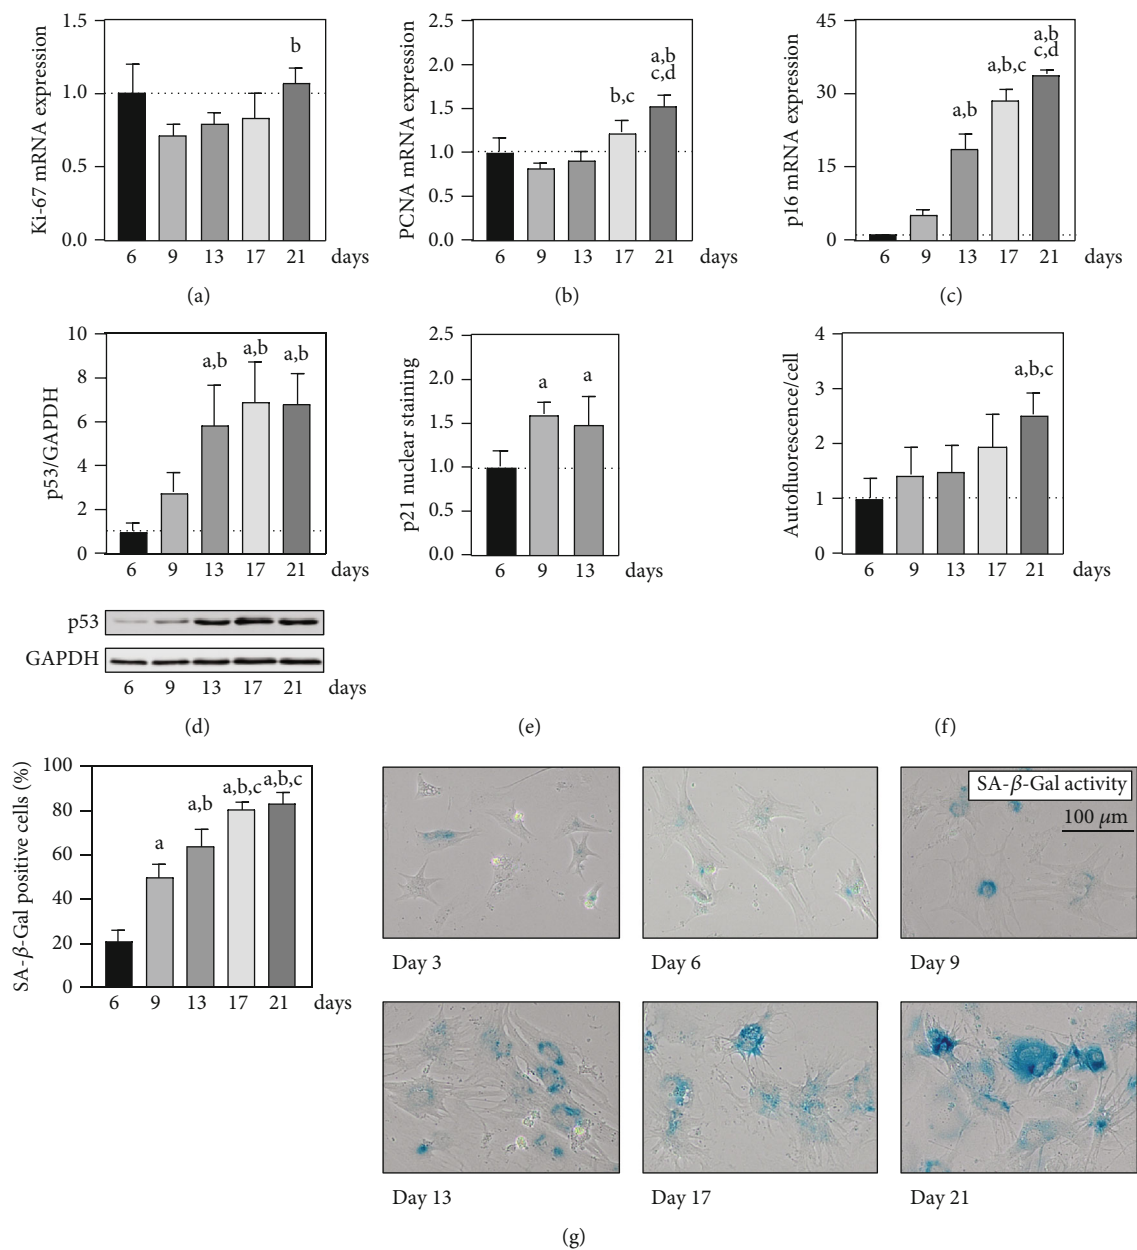 Ki-67 mRNA expression
1.5
1.0
0.5
0.0
b
6 9 13 17 21 days
(a)
PCNA mRNA expression
2.5
2.0
1.5
1.0
0.5
0.0
b,c
a,b
c,d
6 9 13 17 21 days
(b)
p16 mRNA expression
45
30
15
0
a,b
a,b,c
a,b
c,d
6 9 13 17 21 days
(c)
p53/GAPDH
10
8
6
4
2
0
a,b
a,b
a,b
6 9 13 17 21 days
p53
GAPDH
6 9 13 17 21 days
(d)
p21 nuclear staining
2.5
2.0
1.5
1.0
0.5
0.0
a
a
6 9 13 days
(e)
Autofluorescence/cell
4
3
2
1
0
a,b,c
6 9 13 17 21 days
(f)
SA-β-Gal positive cells (%)
100
80
60
40
20
0
a
a,b
a,b,c
a,b,c
6 9 13 17 21 days
SA-β-Gal activity
100 μm
Day 3
Day 6
Day 9
Day 13
Day 17
Day 21
(g)